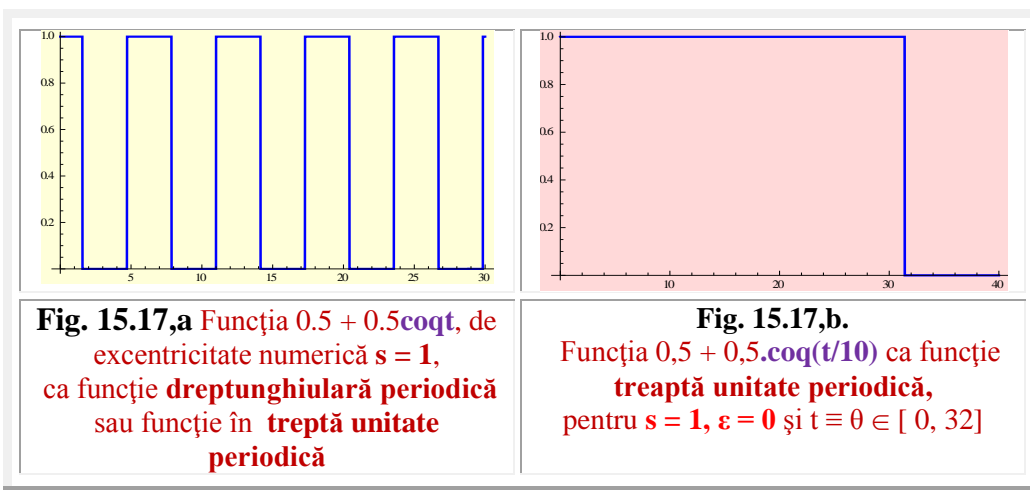 1.0
0.8
0.6
0.4
0.2
5 10 15 20 25 30
1.0
0.8
0.6
0.4
0.2
10 20 30 40
Fig. 15.17,a Funcţia 0.5 + 0.5coqt, de
excentricitate numerică s = 1,
ca funcţie dreptunghiulară periodică
sau funcţie în treptă unitate
periodică
Fig. 15.17,b.
Funcţia 0,5 + 0,5.coq(t/10) ca funcţie
treaptă unitate periodică,
pentru s = 1, ε = 0 şi t ≡ θ ∈ [ 0, 32]